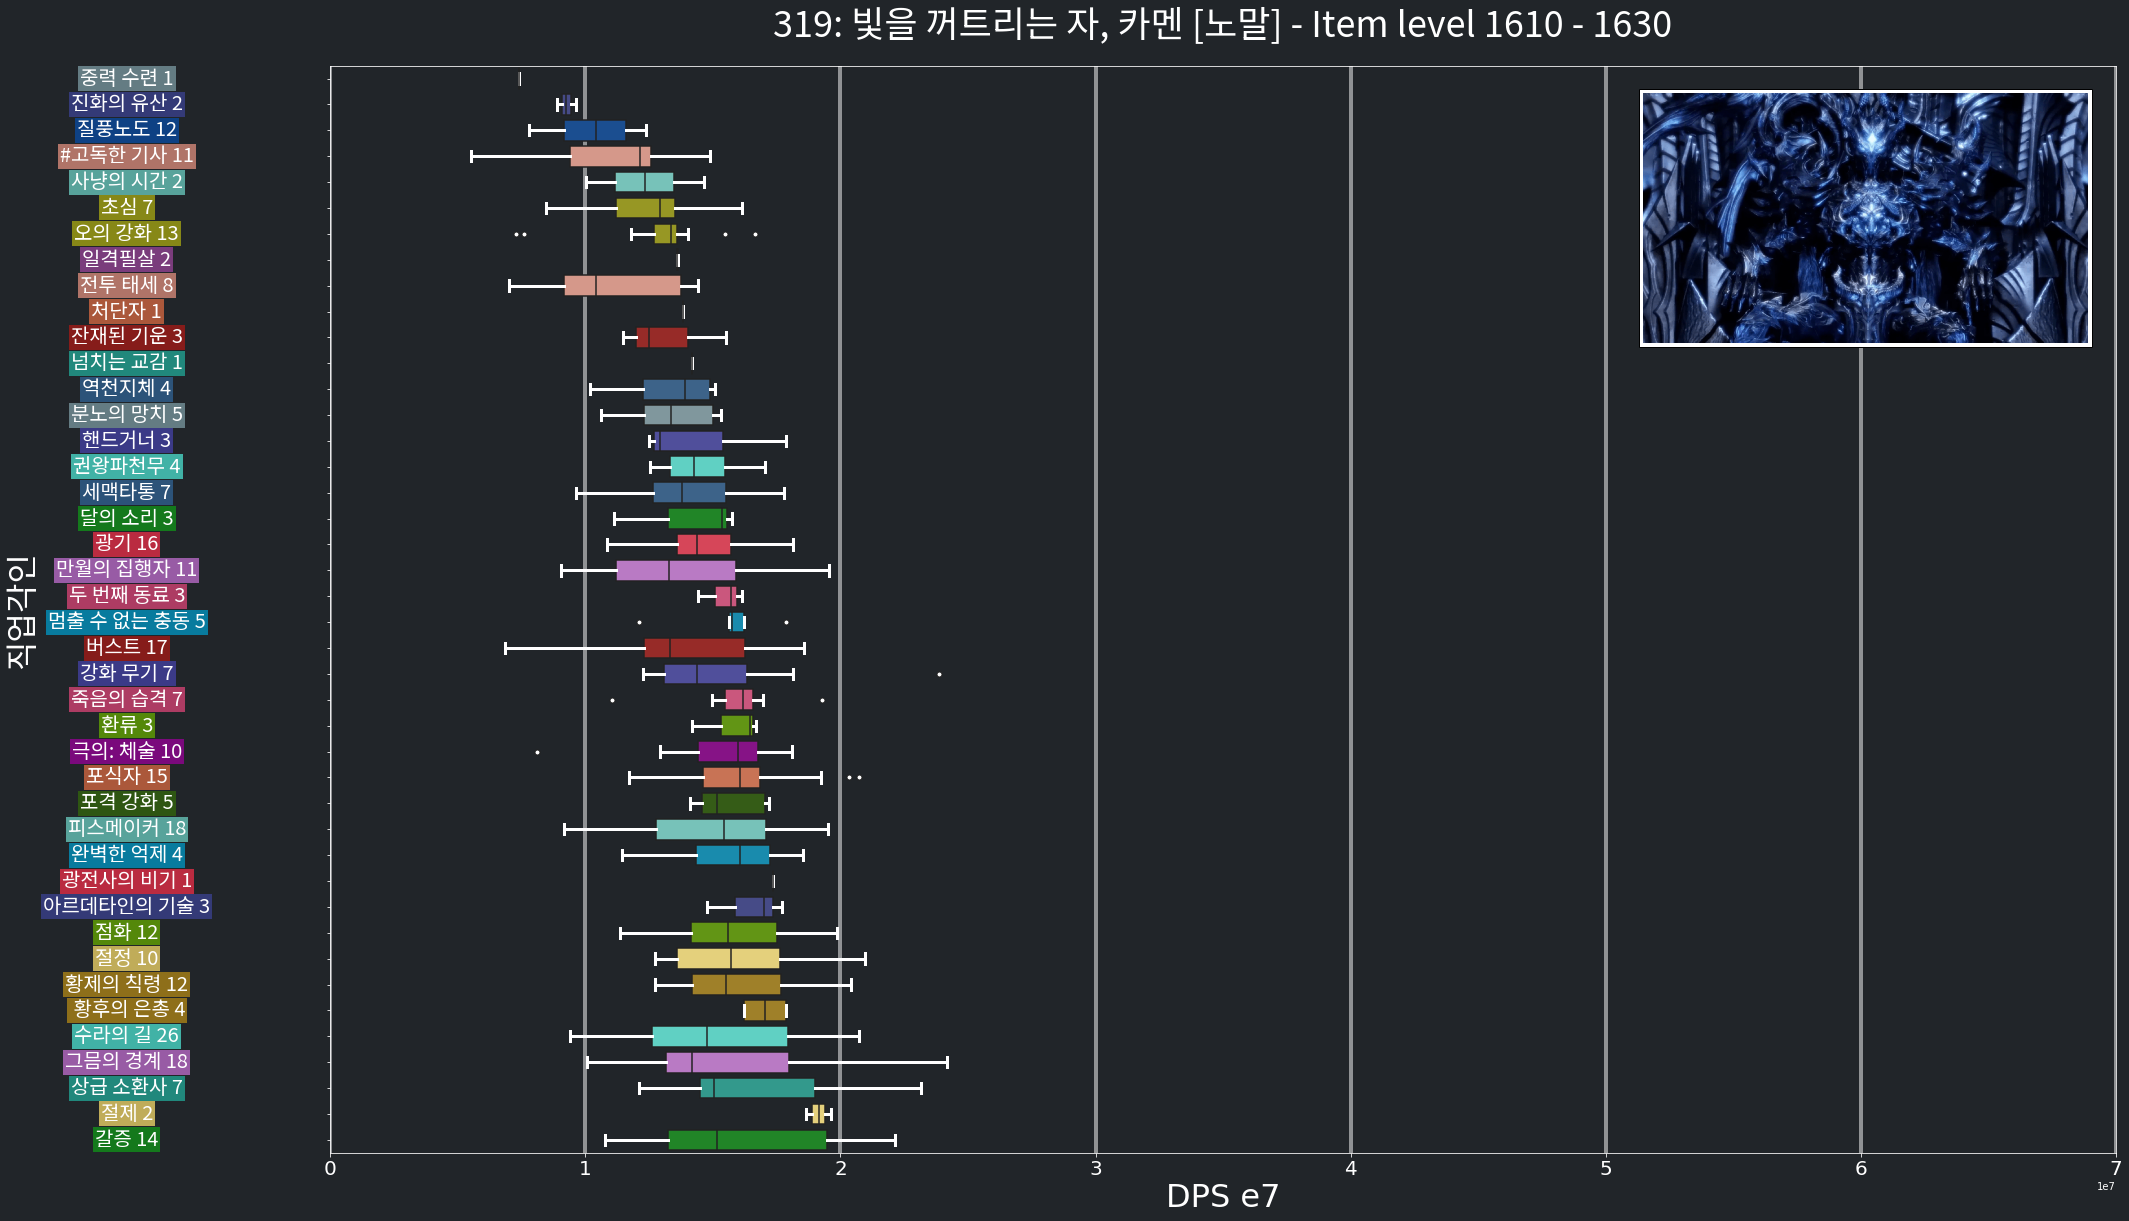 319: 빛을 꺼트리는 자, 카멘 [노말] - Item level 1610 - 1630
중력 수련 1
진화의 유산 2
질풍노도 12
#고독한 기사 11
사냥의 시간 2
초심 7
오의 강화 13
일격필살 2
전투 태세 8
처단자 1
잔재된 기운 3
넘치는 교감 1
역천지체 4
분노의 망치 5
핸드거너 3
권왕파천무 4
세맥타통 7
달의 소리 3
광기 16
만월의 집행자 11
두 번째 동료 3
멈출 수 없는 충동 5
버스트 17
강화 무기 7
죽음의 습격 7
환류 3
극의: 체술 10
포식자 15
포격 강화 5
피스메이커 18
완벽한 억제 4
광전사의 비기 1
아르데타인의 기술 3
점화 12
절정 10
황제의 칙령 12
황후의 은총 4
수라의 길 26
그믐의 경계 18
상급 소환사 7
절제 2
갈증 14
직업각인
0 1 2 3 4 5 6 7
1e7
DPS e7